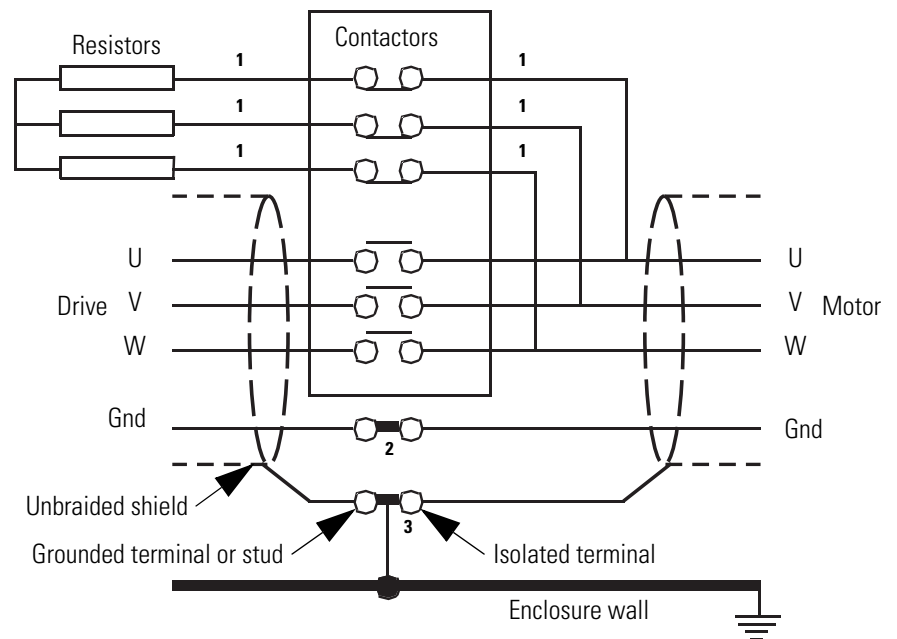 Resistors
Contactors
1
1
1
1
1
1
U
U
Drive
V
V
Motor
W
W
Gnd
Gnd
2
Unbraided shield
3
Grounded terminal or stud
Isolated terminal
Enclosure wall